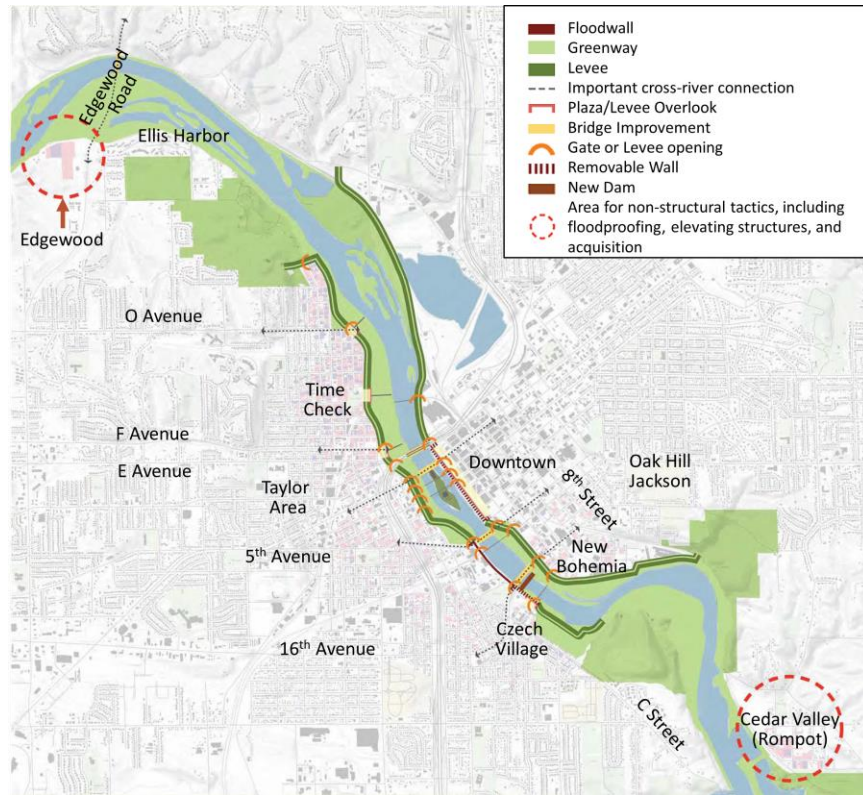 Floodwall
Greenway
Levee
Important cross-river connection
Plaza/Levee Overlook
Bridge Improvement
Gate or Levee opening
Removable Wall
New Dam
Area for non-structural tactics, including
floodproofing, elevating structures, and
acquisition
Edgewood
Road
Ellis Harbor
Edgewood
O Avenue
Time
Check
F Avenue
E Avenue
Taylor
Area
Downtown
Oak Hill
Jackson
8th Street
5th Avenue
New
Bohemia
16th Avenue
Czech
Village
C Street
Cedar Valley
(Rompot)